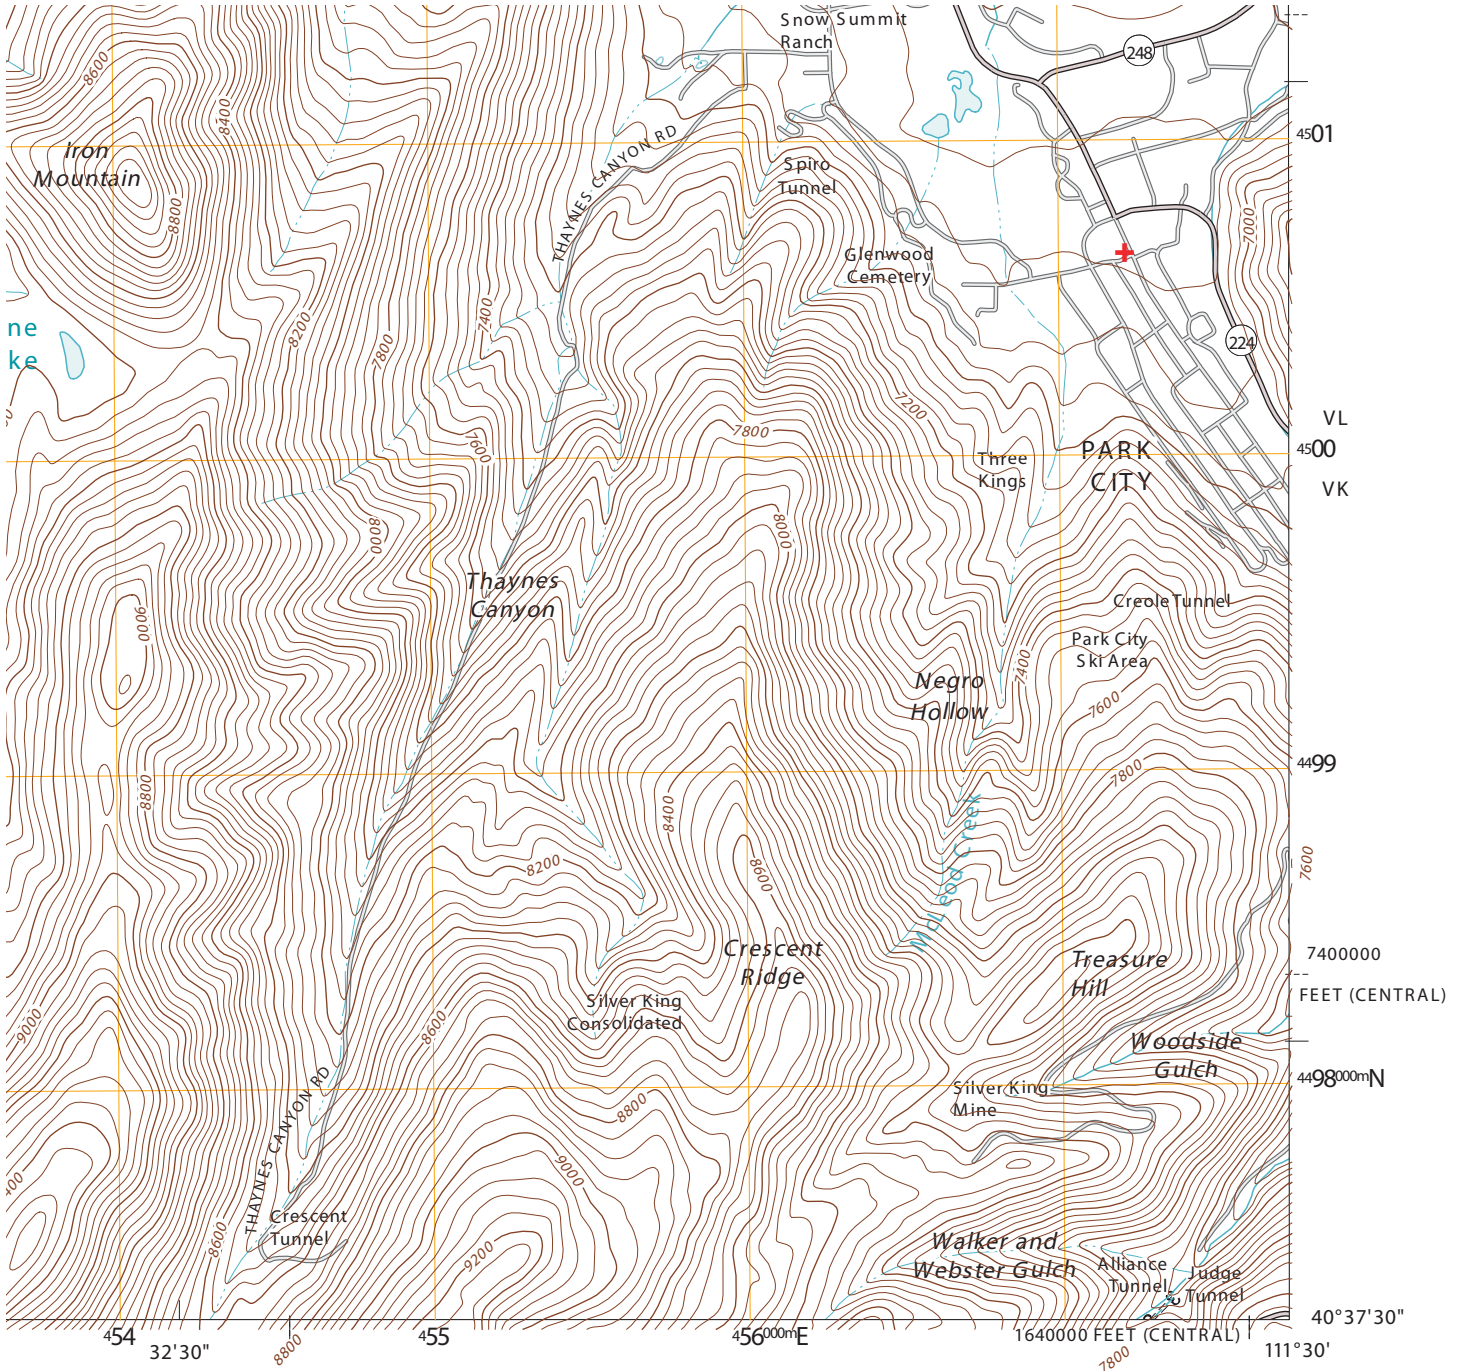 Snow Summit
Ranch
248
8600
8400
4501
Iron
Mountain
THAYNES CANYON RD
Spiro
Tunnel
8800
7000
Glenwood
Cemetery
ne
ke
8200
7400
7800
224
7200
VL
7600
7800
PARK
CITY
4500
Three
Kings
VK
8000
8000
Thaynes
Canyon
9000
Creole Tunnel
Park City
Ski Area
7400
Negro
Hollow
7600
4499
7800
8800
8400
McLeod Creek
8200
8600
7600
Crescent
Ridge
Treasure
Hill
7400000
FEET (CENTRAL)
Silver King
Consolidated
9000
8600
Woodside
Gulch
4498000mN
Silver King
Mine
8800
THAYNES CANYON RD
9000
400
Crescent
Tunnel
8600
9200
Walker and
Webster Gulch
Alliance
Tunnel
Judge
Tunnel
40°37'30"
454
455
456000mE
1640000 FEET (CENTRAL)
32'30"
8800
7800
111°30'